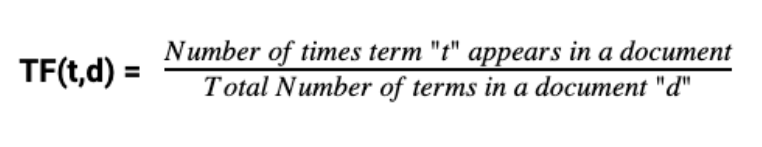 TF(t,d) = Number of times term "t" appears in a document
Total Number of terms in a document "d"